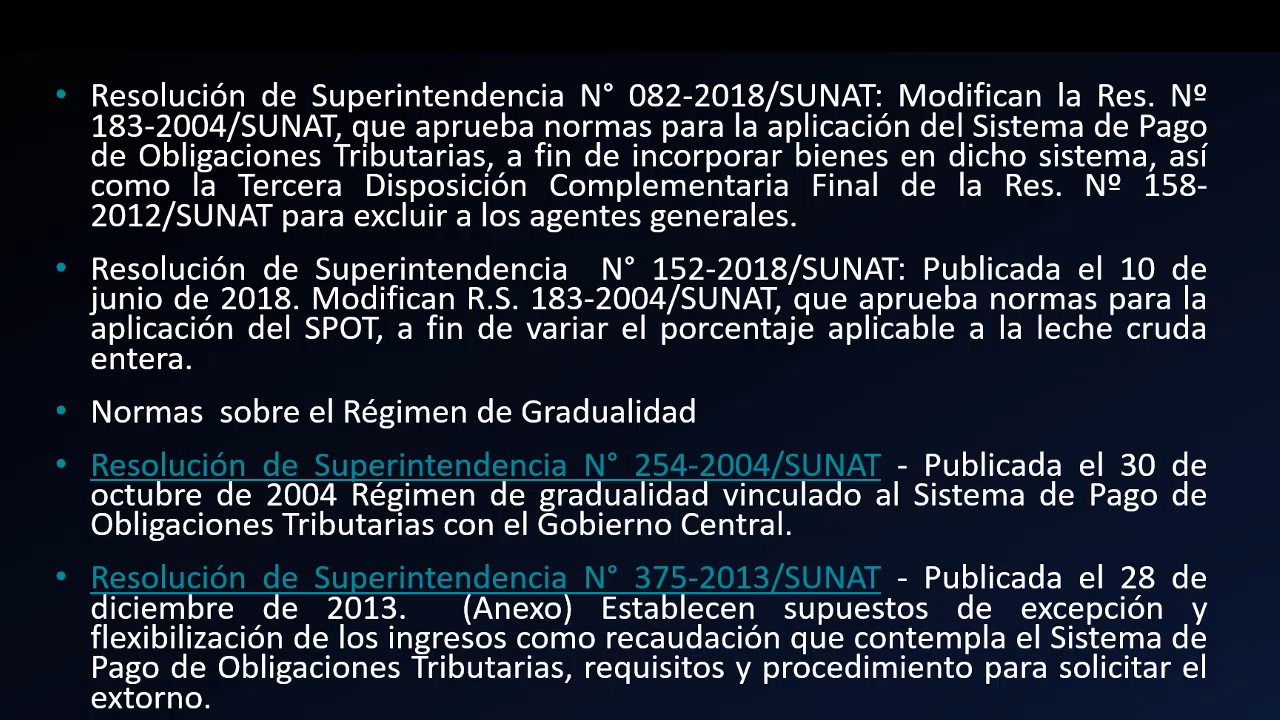 • Resolución de Superintendencia N° 082-2018/SUNAT: Modifican la Res. Nº
183-2004/SUNAT, que aprueba normas para la aplicación del Sistema de Pago
de Obligaciones Tributarias, a fin de incorporar bienes en dicho sistema, así
como la Tercera Disposición Complementaria Final de la Res. Nº 158-
2012/SUNAT para excluir a los agentes generales.
• Resolución de Superintendencia N° 152-2018/SUNAT: Publicada el 10 de
junio de 2018. Modifican R.S. 183-2004/SUNAT, que aprueba normas para la
aplicación del SPOT, a fin de variar el porcentaje aplicable a la leche cruda
entera.
• Normas sobre el Régimen de Gradualidad
• Resolución de Superintendencia N° 254-2004/SUNAT - Publicada el 30 de
octubre de 2004 Régimen de gradualidad vinculado al Sistema de Pago de
Obligaciones Tributarias con el Gobierno Central.
• Resolución de Superintendencia N° 375-2013/SUNAT - Publicada el 28 de
diciembre de 2013. (Anexo) Establecen supuestos de excepción y
flexibilización de los ingresos como recaudación que contempla el Sistema de
Pago de Obligaciones Tributarias, requisitos y procedimiento para solicitar el
extorno.